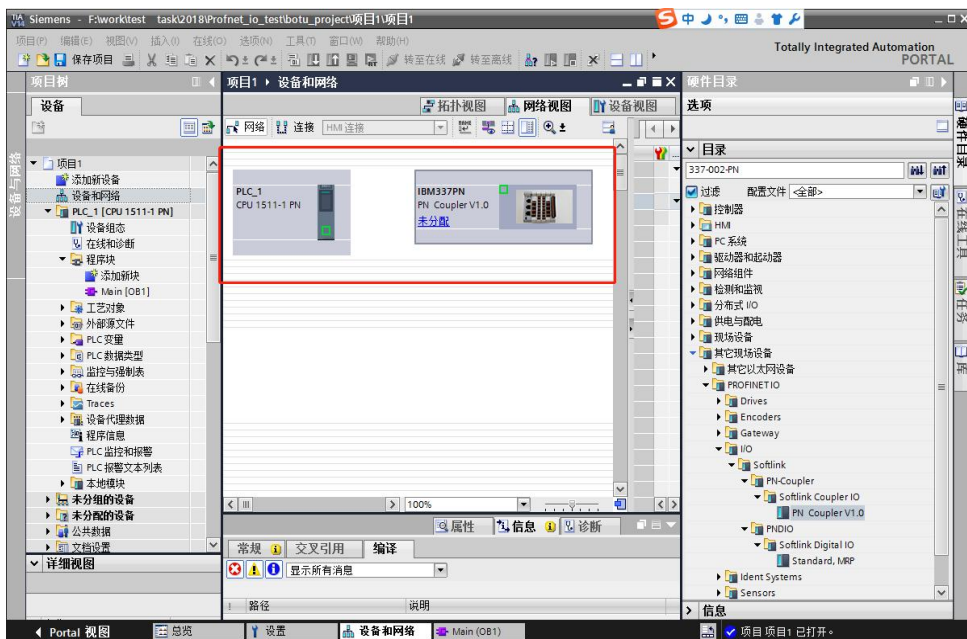 Siemens - F:\work\test task\2018\Profnet_io_test\botu_project\项目1\项目1
项目(P) 编辑(E) 视图(V) 插入(I) 在线(O) 选项(N) 工具(T) 窗口(W) 帮助(H)
Totally Integrated Automation
PORTAL
保存项目 转至在线 转至离线
项目树
项目1 ▸ 设备和网络
硬件目录
设备
拓扑视图 网络视图 设备视图
选项
网络 连接 HMI 连接
目录
337-002-PN
过滤 配置文件 <全部>
项目1
添加新设备
设备和网络
PLC_1 [CPU 1511-1 PN]
设备组态
在线和诊断
程序块
添加新块
Main [OB1]
工艺对象
外部源文件
PLC 变量
PLC 数据类型
监控与强制表
在线备份
Traces
设备代理数据
程序信息
PLC 监控和报警
PLC 报警文本列表
本地模块
未分组的设备
未分配的设备
公共数据
文档设置
详细视图
PLC_1
CPU 1511-1 PN
IBM337PN
PN Coupler V1.0
未分配
100%
属性 信息 诊断
常规 交叉引用 编译
显示所有消息
! 路径 说明
控制器
HMI
PC 系统
驱动器和起动器
网络组件
检测和监视
分布式 I/O
供电与配电
现场设备
其它现场设备
其它以太网设备
PROFINET IO
Drives
Encoders
Gateway
I/O
Softlink
PN-Coupler
Softlink Coupler IO
PN Coupler V1.0
PNDIO
Softlink Digital IO
Standard, MRP
Ident Systems
Sensors
信息
硬件目录
在线工具
任务
库
设备与网络
Portal 视图 总览 设置 设备和网络 Main (OB1)
项目 项目1 已打开。